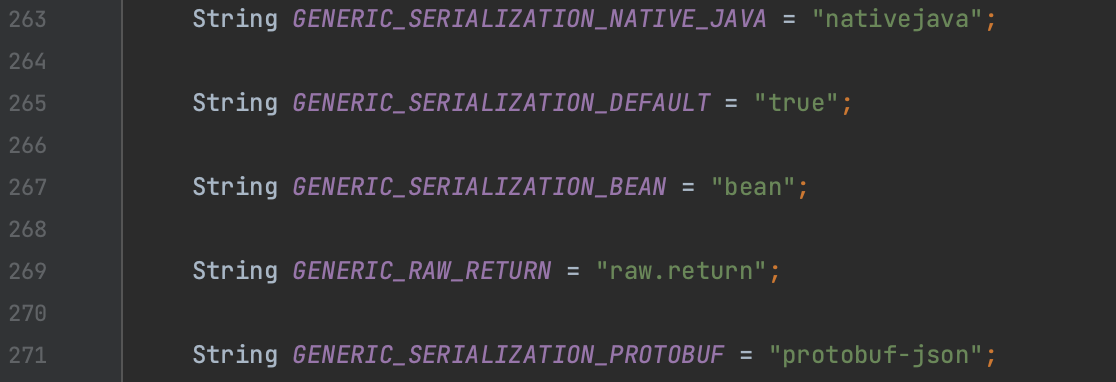 263 String GENERIC_SERIALIZATION_NATIVE_JAVA = "nativejava";
264
265 String GENERIC_SERIALIZATION_DEFAULT = "true";
266
267 String GENERIC_SERIALIZATION_BEAN = "bean";
268
269 String GENERIC_RAW_RETURN = "raw.return";
270
271 String GENERIC_SERIALIZATION_PROTOBUF = "protobuf-json";